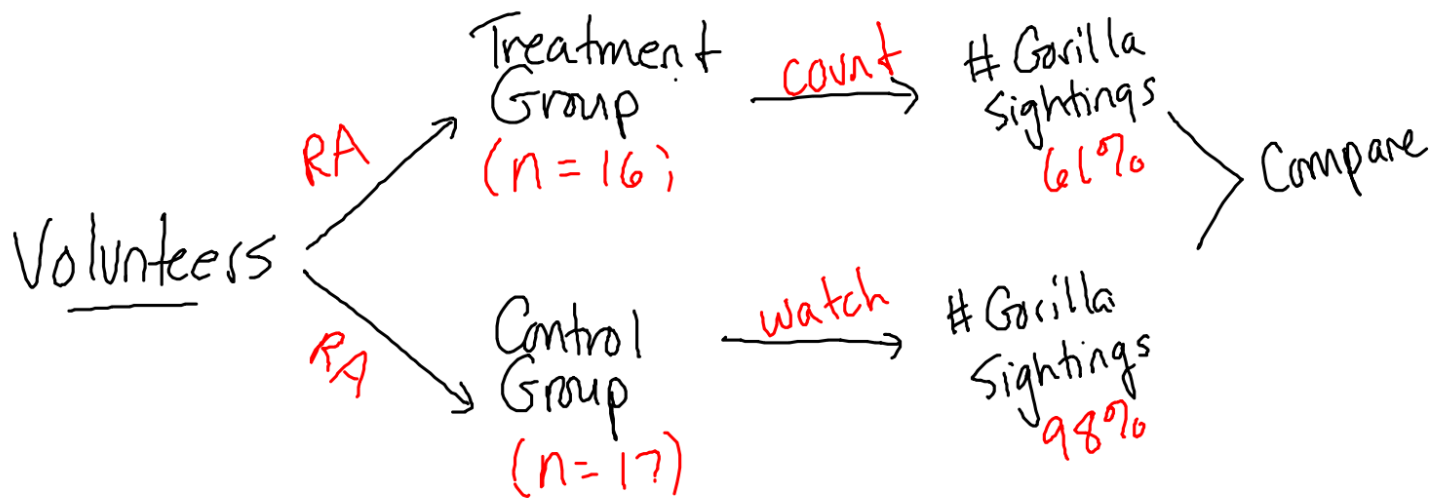 Volunteers
RA
RA
Treatment
Group
(n = 16)
count
# Gorilla
Sightings
61%
Control
Group
(n = 17)
watch
# Gorilla
Sightings
98%
Compare